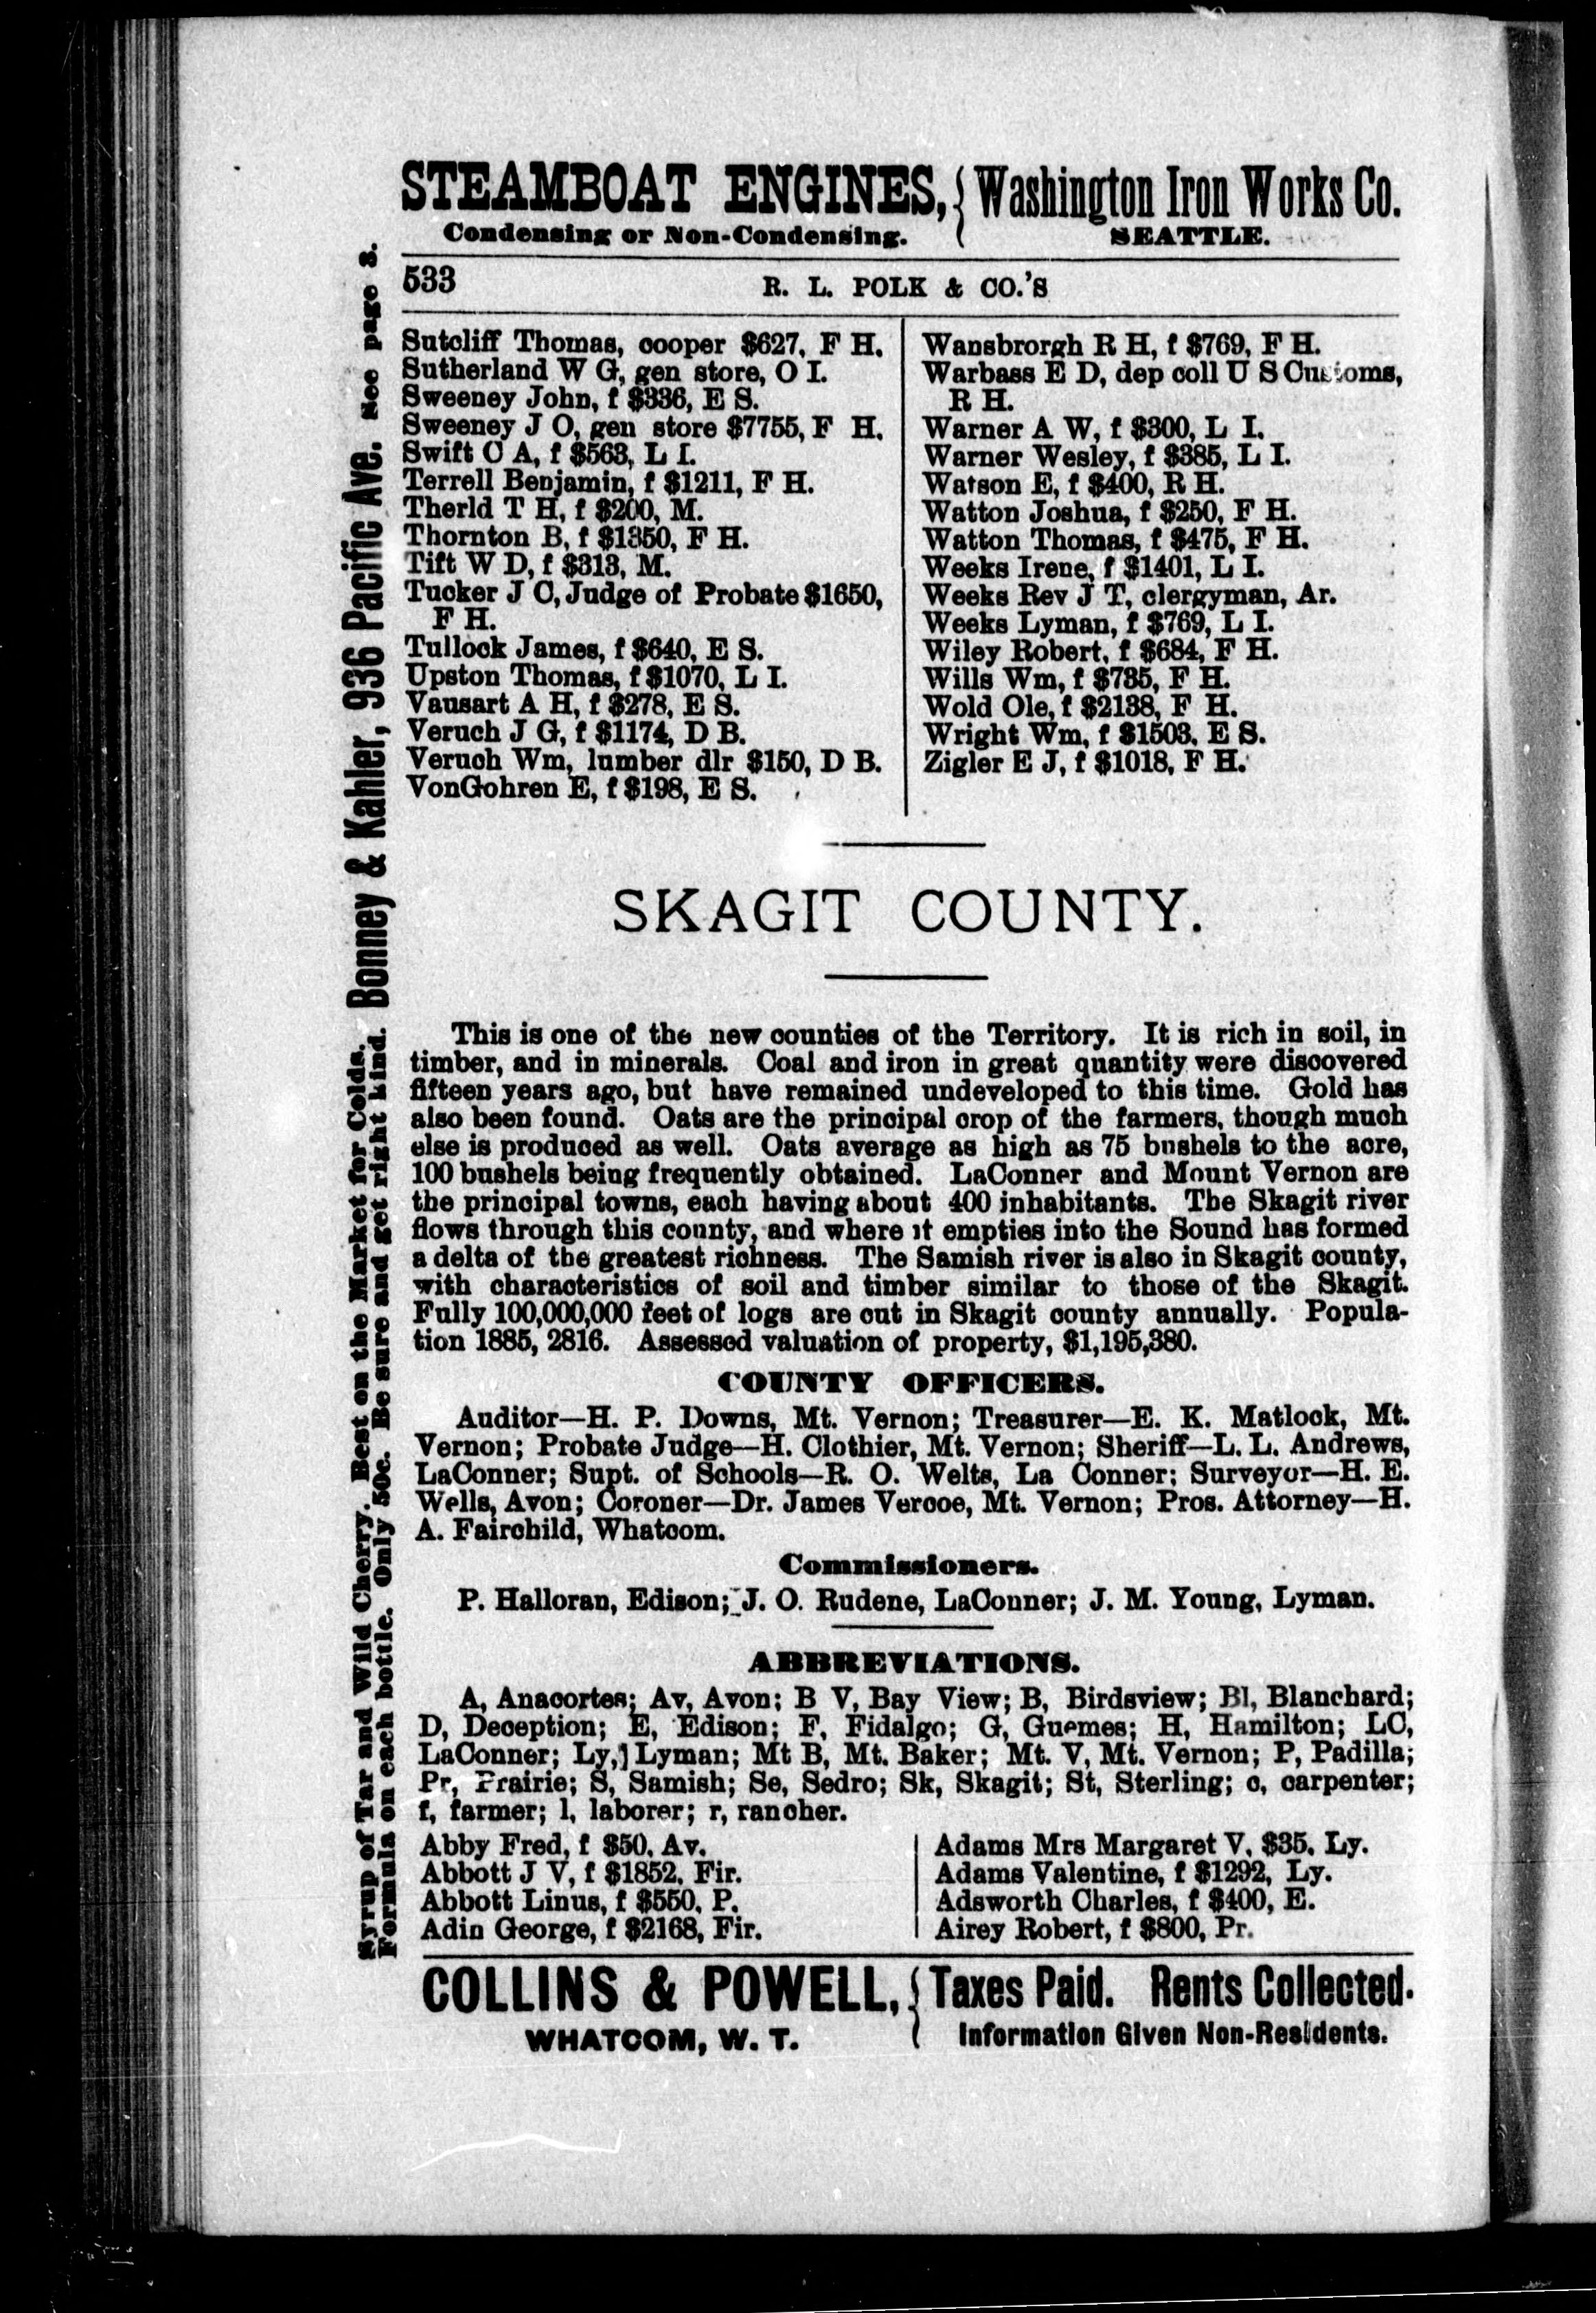 STEAMBOAT ENGINES, { Washington Iron Works Co.
Condensing or Non-Condensing. SEATTLE.
533 R. L. POLK & CO.'S
Sutcliff Thomas, cooper $627, F H.
Sutherland W G, gen store, O I.
Sweeney John, f $336, E S.
Sweeney J O, gen store $7755, F H.
Swift C A, f $563, L I.
Terrell Benjamin, f $1211, F H.
Therld T H, f $200, M.
Thornton B, f $1350, F H.
Tift W D, f $313, M.
Tucker J C, Judge of Probate $1650,
F H.
Tullock James, f $640, E S.
Upston Thomas, f $1070, L I.
Vausart A H, f $278, E S.
Veruch J G, f $1174, D B.
Veruch Wm, lumber dlr $150, D B.
VonGohren E, f $198, E S.
Wansbrorgh R H, f $769, F H.
Warbass E D, dep coll U S Customs,
R H.
Warner A W, f $300, L I.
Warner Wesley, f $385, L I.
Watson E, f $400, R H.
Watton Joshua, f $250, F H.
Watton Thomas, f $475, F H.
Weeks Irene, f $1401, L I.
Weeks Rev J T, clergyman, Ar.
Weeks Lyman, f $769, L I.
Wiley Robert, f $684, F H.
Wills Wm, f $735, F H.
Wold Ole, f $2138, F H.
Wright Wm, f $1503, E S.
Zigler E J, f $1018, F H.
SKAGIT COUNTY.
This is one of the new counties of the Territory. It is rich in soil, in
timber, and in minerals. Coal and iron in great quantity were discovered
fifteen years ago, but have remained undeveloped to this time. Gold has
also been found. Oats are the principal crop of the farmers, though much
else is produced as well. Oats average as high as 75 bushels to the acre,
100 bushels being frequently obtained. LaConner and Mount Vernon are
the principal towns, each having about 400 inhabitants. The Skagit river
flows through this county, and where it empties into the Sound has formed
a delta of the greatest richness. The Samish river is also in Skagit county,
with characteristics of soil and timber similar to those of the Skagit.
Fully 100,000,000 feet of logs are cut in Skagit county annually. Popula-
tion 1885, 2816. Assessed valuation of property, $1,195,380.
COUNTY OFFICERS.
Auditor—H. P. Downs, Mt. Vernon; Treasurer—E. K. Matlock, Mt.
Vernon; Probate Judge—H. Clothier, Mt. Vernon; Sheriff—L. L. Andrews,
LaConner; Supt. of Schools—R. O. Welts, La Conner; Surveyor—H. E.
Wells, Avon; Coroner—Dr. James Vercoe, Mt. Vernon; Pros. Attorney—H.
A. Fairchild, Whatcom.
Commissioners.
P. Halloran, Edison; J. O. Rudene, LaConner; J. M. Young, Lyman.
ABBREVIATIONS.
A, Anacortes; Av, Avon; B V, Bay View; B, Birdsview; Bl, Blanchard;
D, Deception; E, Edison; F, Fidalgo; G, Guemes; H, Hamilton; LC,
LaConner; Ly, Lyman; Mt B, Mt. Baker; Mt. V, Mt. Vernon; P, Padilla;
Pr, Prairie; S, Samish; Se, Sedro; Sk, Skagit; St, Sterling; c, carpenter;
f, farmer; l, laborer; r, rancher.
Abby Fred, f $50, Av.
Abbott J V, f $1852, Fir.
Abbott Linus, f $550, P.
Adin George, f $2168, Fir.
Adams Mrs Margaret V, $35, Ly.
Adams Valentine, f $1292, Ly.
Adsworth Charles, f $400, E.
Airey Robert, f $800, Pr.
COLLINS & POWELL, { Taxes Paid. Rents Collected.
WHATCOM, W. T. Information Given Non-Residents.
Syrup of Tar and Wild Cherry. Best on the Market for Colds.
Formula on each bottle. Only 50c. Be sure and get right kind.
Bonney & Kahler, 936 Pacific Ave. See page 3.